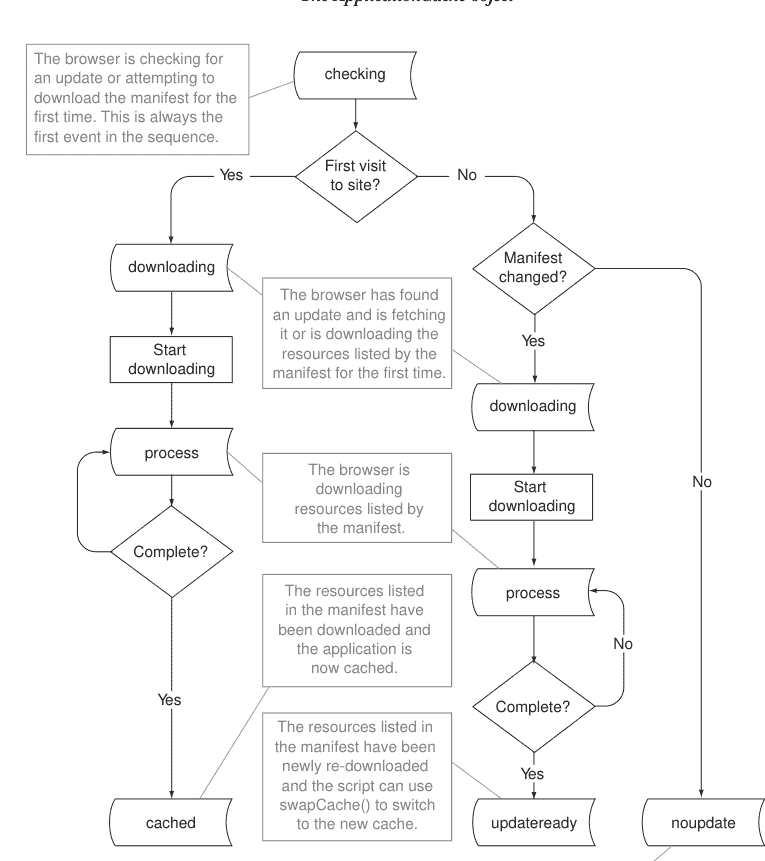 The ApplicationCache object
The browser is checking for
an update or attempting to
download the manifest for the
first time. This is always the
first event in the sequence.
checking
First visit
to site?
Yes
No
downloading
Manifest
changed?
The browser has found
an update and is fetching
it or is downloading the
resources listed by the
manifest for the first time.
Yes
Start
downloading
downloading
process
The browser is
downloading
resources listed by
the manifest.
No
Start
downloading
Complete?
The resources listed
in the manifest have
been downloaded and
the application is
now cached.
process
No
Yes
Complete?
The resources listed in
the manifest have been
newly re-downloaded
and the script can use
swapCache() to switch
to the new cache.
Yes
cached
updateready
noupdate